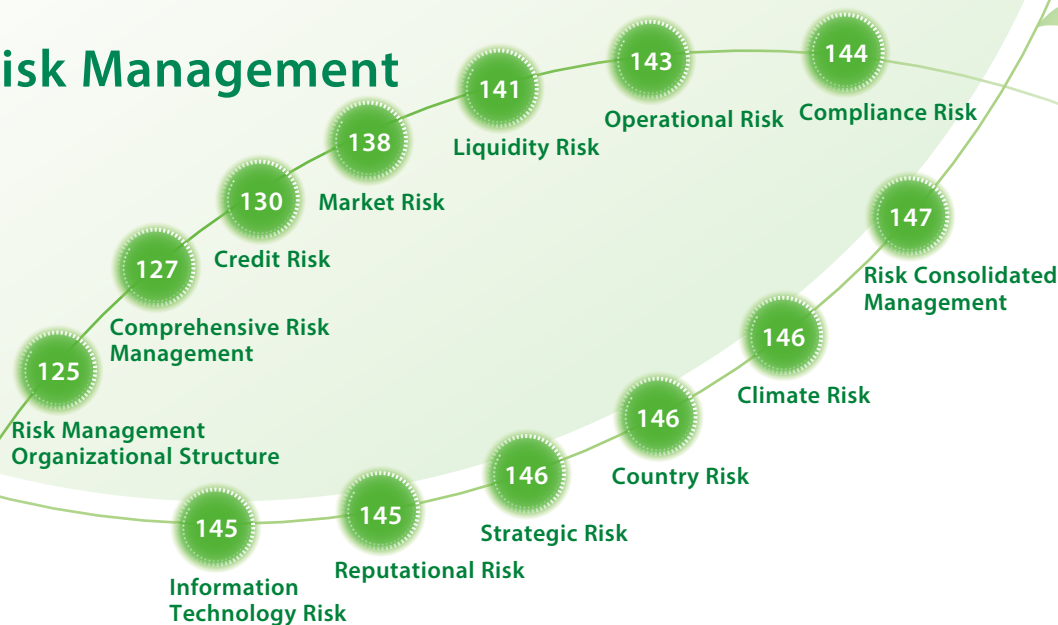 isk Management
125
Risk Management
Organizational Structure
127
Comprehensive Risk
Management
130
Credit Risk
138
Market Risk
141
Liquidity Risk
143
Operational Risk
144
Compliance Risk
145
Information
Technology Risk
145
Reputational Risk
146
Strategic Risk
146
Country Risk
146
Climate Risk
147
Risk Consolidated
Management